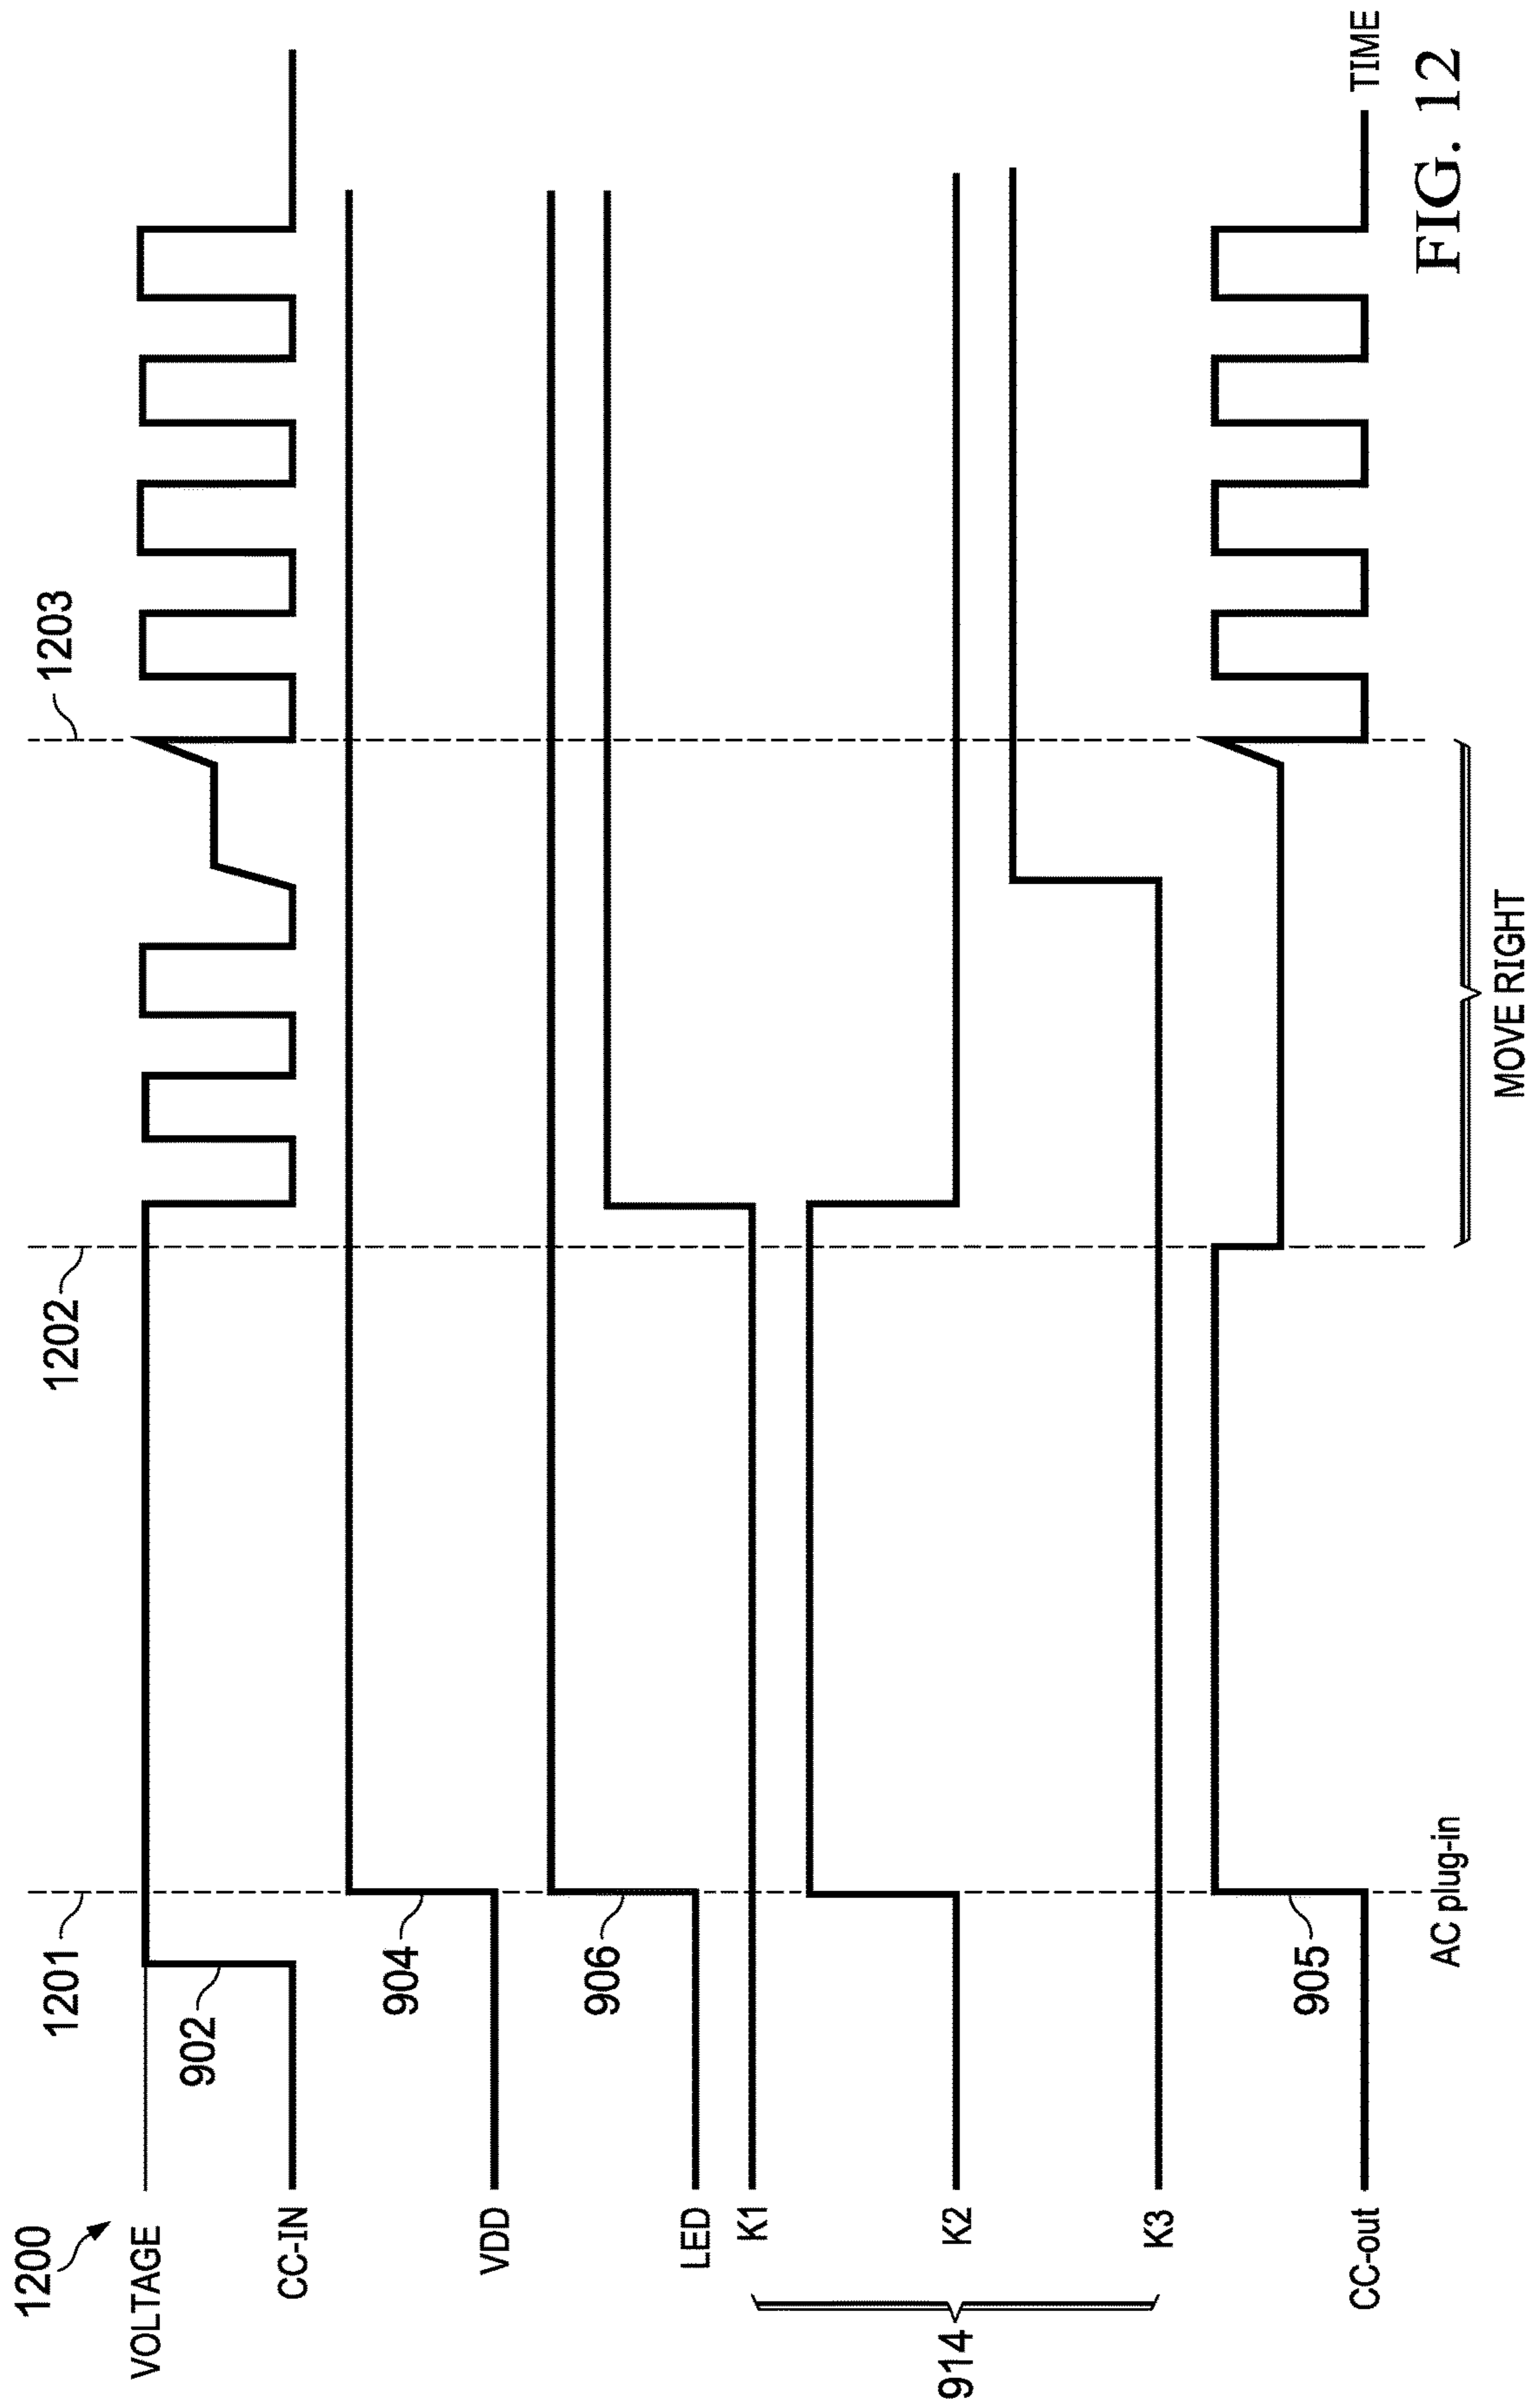 1200
VOLTAGE
1201
1202
1203
902
CC-IN
904
VDD
906
LED
K1
914
K2
K3
905
CC-out
TIME
AC plug-in
MOVE RIGHT
FIG. 12